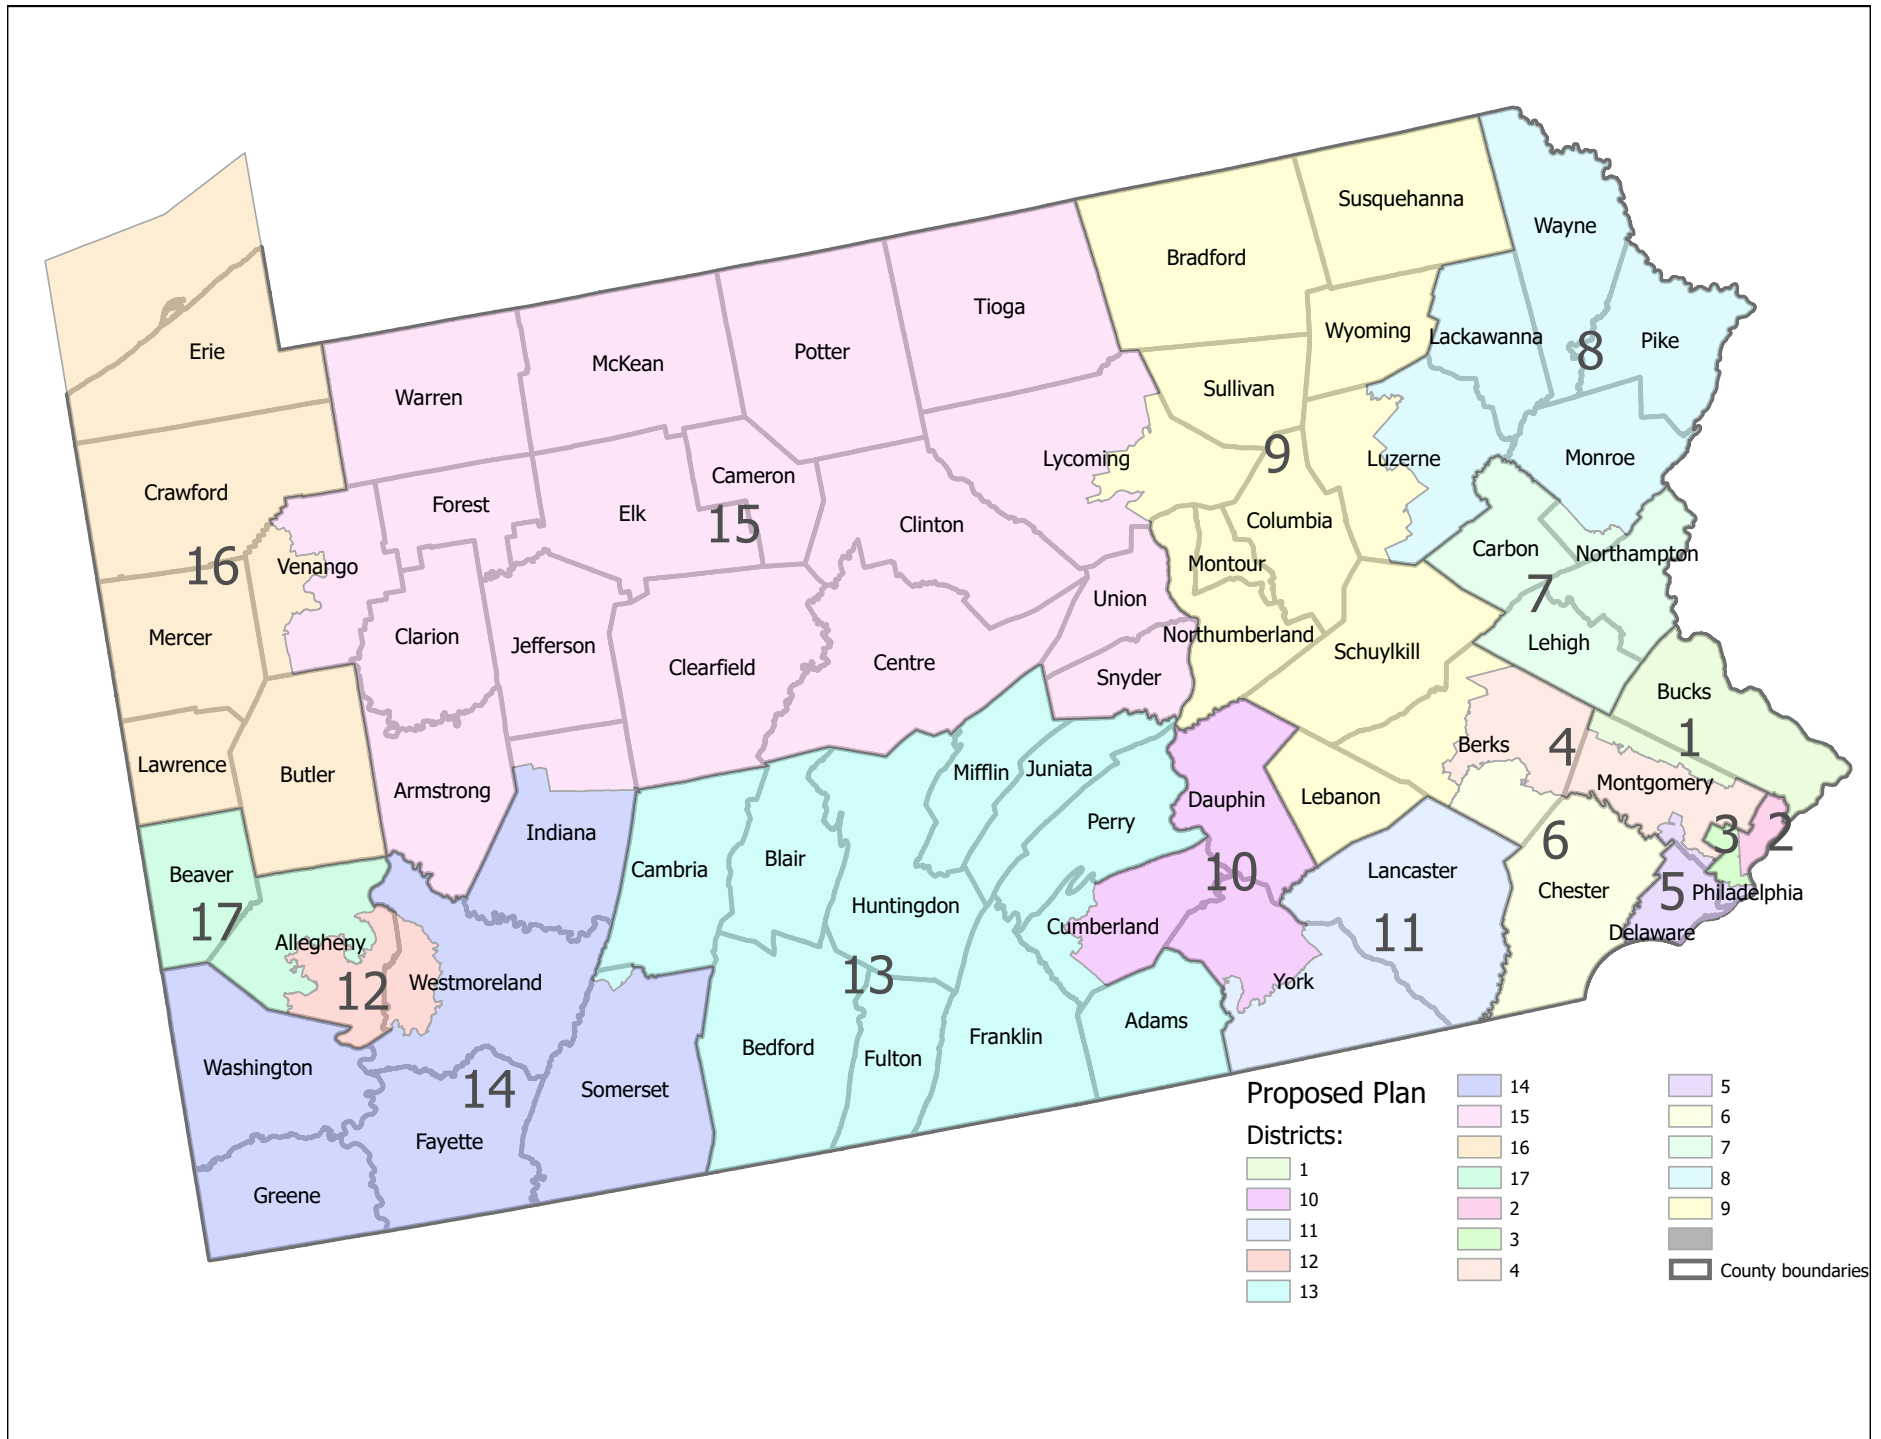 Susquehanna
Wayne
Bradford
Tioga
Wyoming
Lackawanna
Pike
8
Erie
Potter
McKean
Warren
Sullivan
9
Lycoming
Luzerne
Monroe
Cameron
Crawford
Forest
Elk
15
Clinton
Columbia
Carbon
Northampton
16
Venango
Montour
7
Union
Mercer
Clarion
Jefferson
Northumberland
Lehigh
Schuylkill
Clearfield
Centre
Snyder
Bucks
1
Berks
4
Lawrence
Butler
Mifflin
Juniata
Montgomery
Armstrong
Dauphin
Lebanon
Indiana
Perry
3
2
6
Beaver
Cambria
Blair
10
Lancaster
Chester
5
Philadelphia
17
Huntingdon
Cumberland
11
Delaware
Allegheny
12
Westmoreland
13
York
Washington
Bedford
Fulton
Franklin
Adams
14
Somerset
Fayette
Greene
Proposed Plan
Districts:
1
10
11
12
13
14
15
16
17
2
3
4
5
6
7
8
9
County boundaries